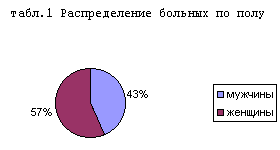 табл.1 Распределение больных по полу
43%
57%
мужчины
женщины